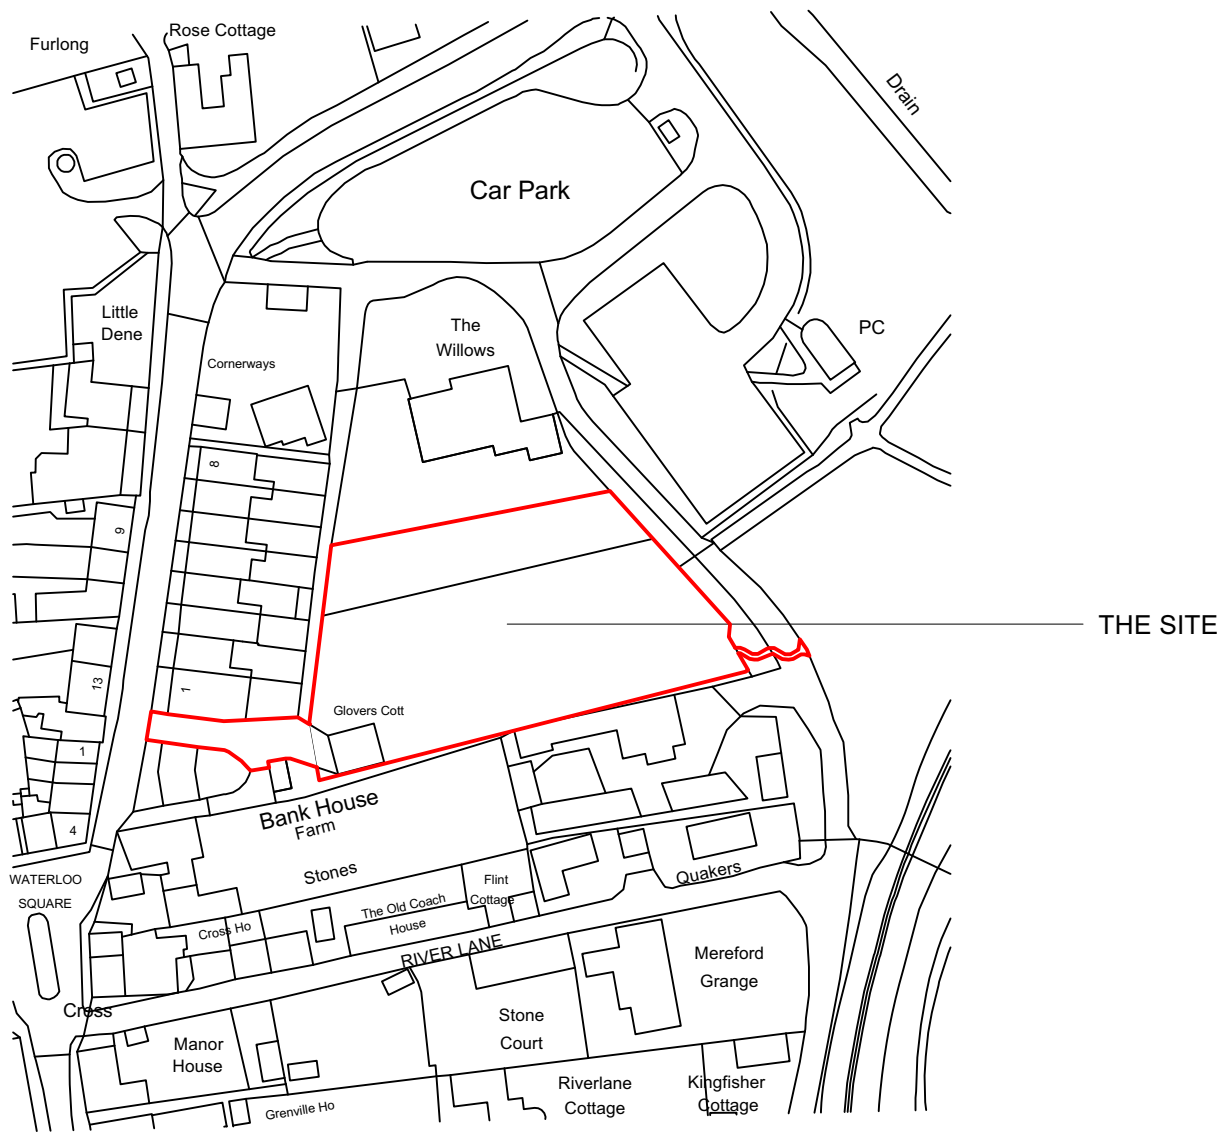 Furlong
Rose Cottage
Drain
Car Park
Little
Dene
The
Willows
PC
Cornerways
8
9
THE SITE
13
1
Glovers Cott
1
4
Bank House
Farm
WATERLOO
SQUARE
Stones
Flint
Cottage
Quakers
The Old Coach
House
Cross Ho
RIVER LANE
Mereford
Grange
Cress
Stone
Court
Manor
House
Riverlane
Cottage
Kingfisher
Cottage
Grenville Ho